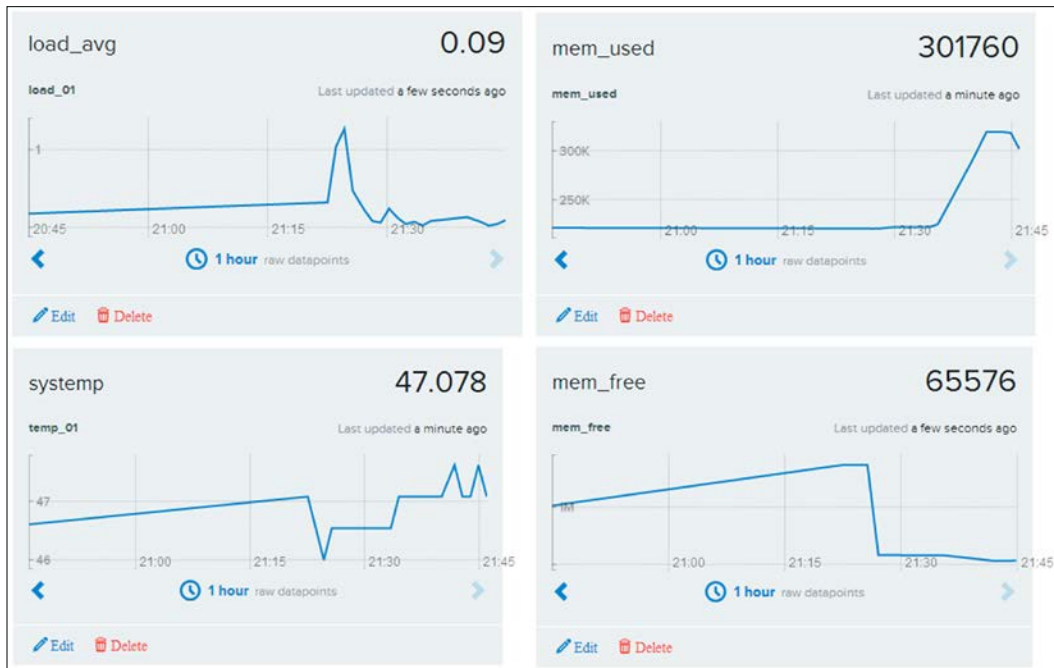 load_avg 0.09
load_01 Last updated a few seconds ago
1
20:45 21:00 21:15 21:30
1 hour raw datapoints
Edit Delete
mem_used 301760
mem_used Last updated a minute ago
300K
250K
21:00 21:15 21:30 21:45
1 hour raw datapoints
Edit Delete
systemp 47.078
temp_01 Last updated a minute ago
47
46
21:00 21:15 21:30 21:45
1 hour raw datapoints
Edit Delete
mem_free 65576
mem_free Last updated a few seconds ago
1M
21:00 21:15 21:30 21:45
1 hour raw datapoints
Edit Delete